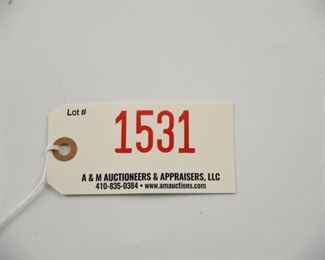 Lot #
1531
A & M AUCTIONEERS & APPRAISERS, LLC
410-835-0384 • www.amauctions.com